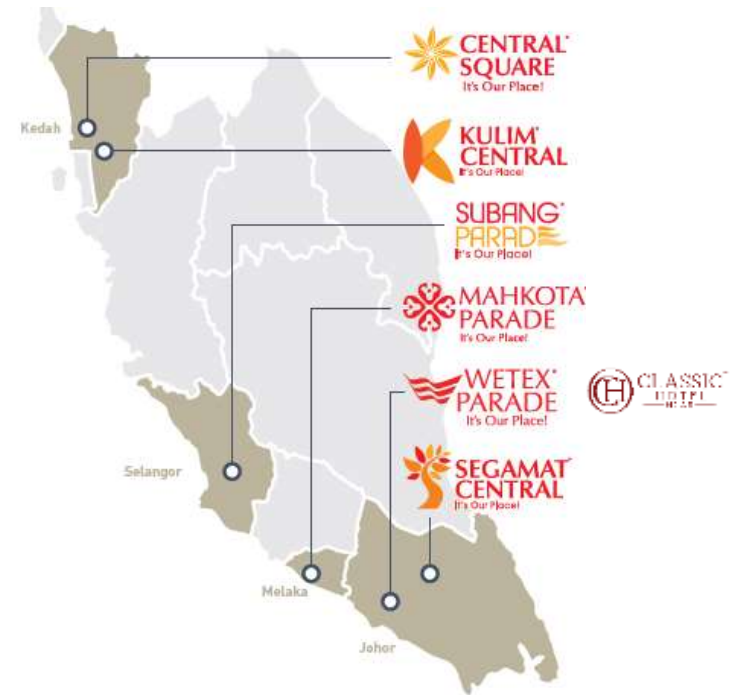 CENTRAL
SQUARE
It's Our Place!
Kedah
KULIM
CENTRAL
It's Our Place!
SUBANG
PARADE
It's Our Place!
MAHKOTA
PARADE
It's Our Place!
WETEX
PARADE
It's Our Place!
CH CLASSIC
HOTEL
SEGAMAT
CENTRAL
It's Our Place!
Selangor
Melaka
Johor